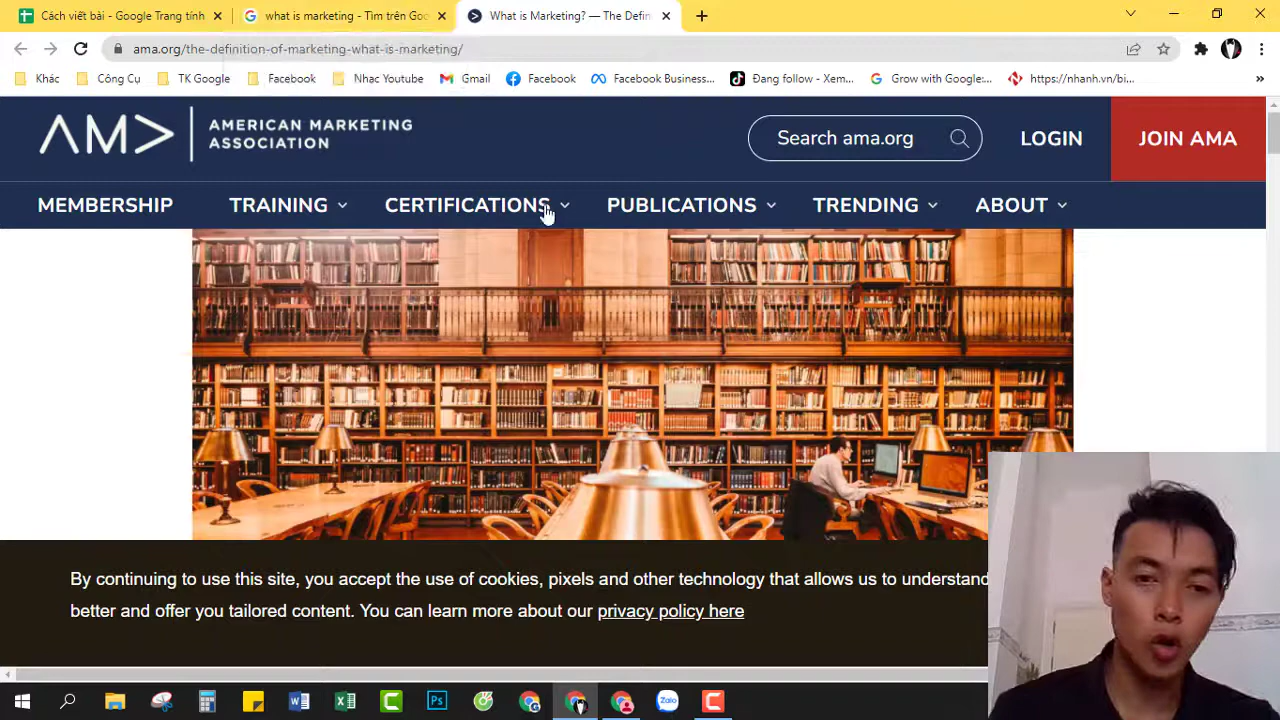 Cách viết bài - Google Trang tính
what is marketing - Tìm trên Goo
What is Marketing? — The Defin
ama.org/the-definition-of-marketing-what-is-marketing/
Khác
Công Cụ
TK Google
Facebook
Nhac Youtube
Gmail
Facebook
Facebook Business...
Đang follow - Xem...
Grow with Google:...
https://nhanh.vn/bi...
»
AMA
AMERICAN MARKETING
ASSOCIATION
Search ama.org
LOGIN
JOIN AMA
MEMBERSHIP
TRAINING
CERTIFICATIONS
PUBLICATIONS
TRENDING
ABOUT
By continuing to use this site, you accept the use of cookies, pixels and other technology that allows us to understand
better and offer you tailored content. You can learn more about our privacy policy here
Ps
Zalo